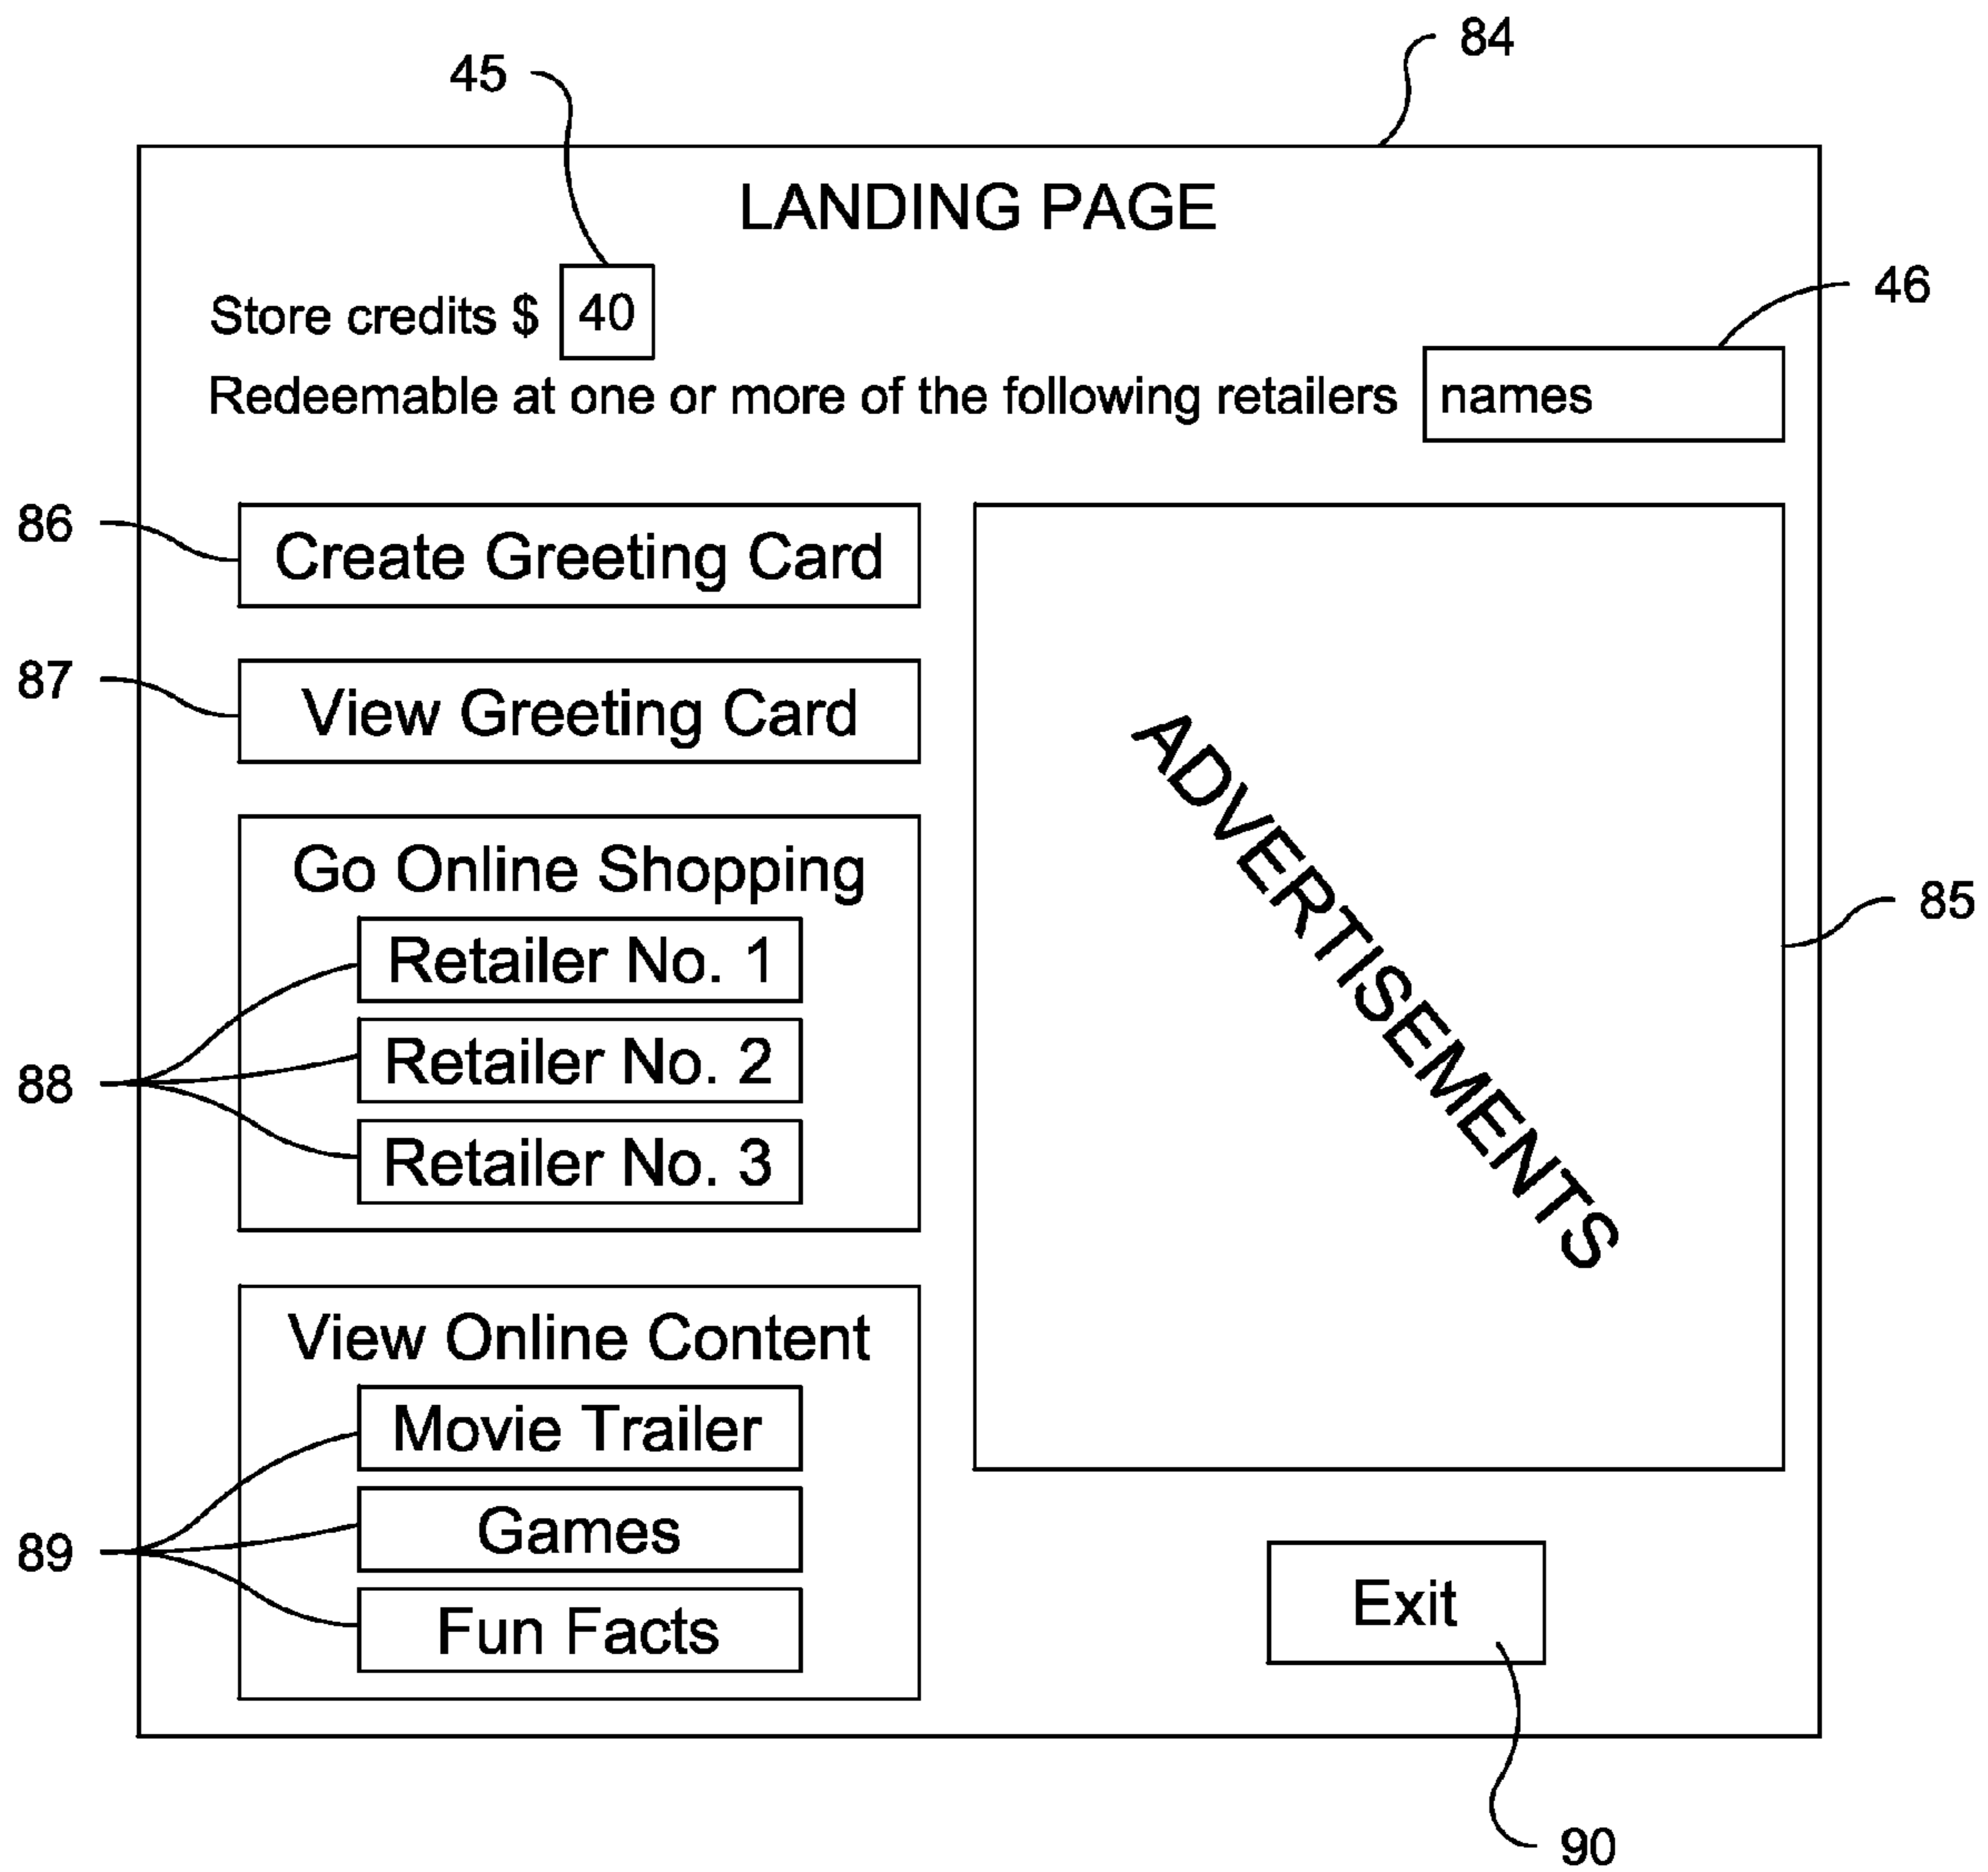 84
45
LANDING PAGE
46
Store credits $ 40
Redeemable at one or more of the following retailers names
86
Create Greeting Card
87
View Greeting Card
Go Online Shopping
Retailer No. 1
88
Retailer No. 2
Retailer No. 3
ADVERTISEMENTS
85
View Online Content
Movie Trailer
89
Games
Fun Facts
Exit
90